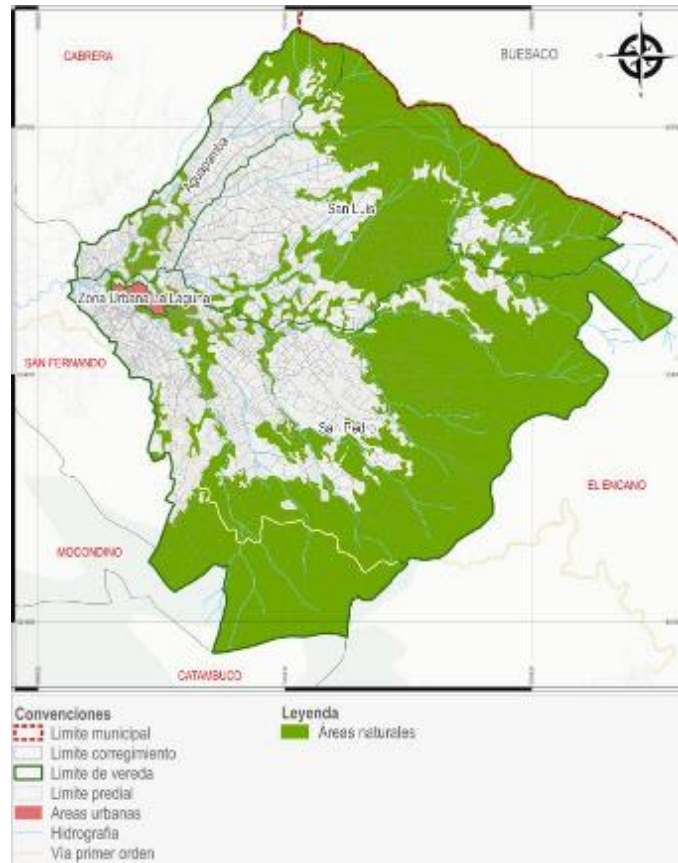 CABRERA
BUESACO
Aguapamba
San Luis
Zona Urbana La Laguna
SAN FERNANDO
San Pedro
EL ENCANO
MOCONDINO
CATAMBUCO
Convenciones
Limite municipal
Limite corregimiento
Limite de vereda
Limite predial
Areas urbanas
Hidrografia
Via primer orden
Leyenda
Áreas naturales